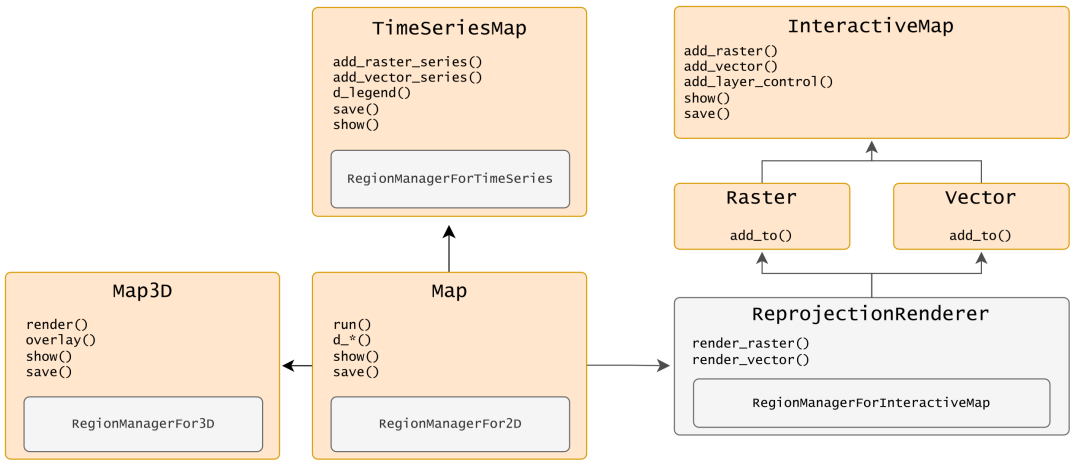 TimeSeriesMap
add_raster_series()
add_vector_series()
d_legend()
save()
show()
RegionManagerForTimeSeries
InteractiveMap
add_raster()
add_vector()
add_layer_control()
show()
save()
Raster
add_to()
Vector
add_to()
Map3D
render()
overlay()
show()
save()
RegionManagerFor3D
Map
run()
d_*()
show()
save()
RegionManagerFor2D
ReprojectionRenderer
render_raster()
render_vector()
RegionManagerForInteractiveMap